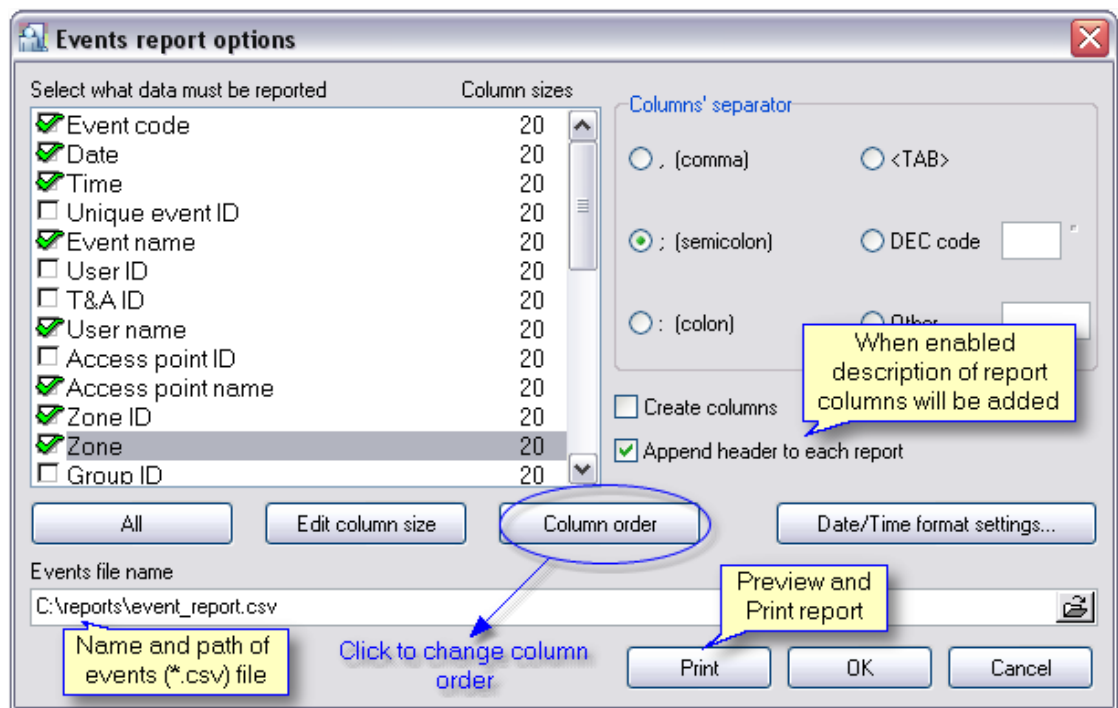 Events report options
Select what data must be reported Column sizes
Event code 20
Date 20
Time 20
Unique event ID 20
Event name 20
User ID 20
T&A ID 20
User name 20
Access point ID 20
Access point name 20
Zone ID 20
Zone 20
Group ID 20
Columns' separator
, (comma) <TAB>
; (semicolon) DEC code
: (colon) Other
When enabled
description of report
columns will be added
Create columns
Append header to each report
All Edit column size Column order Date/Time format settings...
Events file name
C:\reports\event_report.csv
Preview and
Print report
Name and path of
events (*.csv) file
Click to change column
order
Print OK Cancel